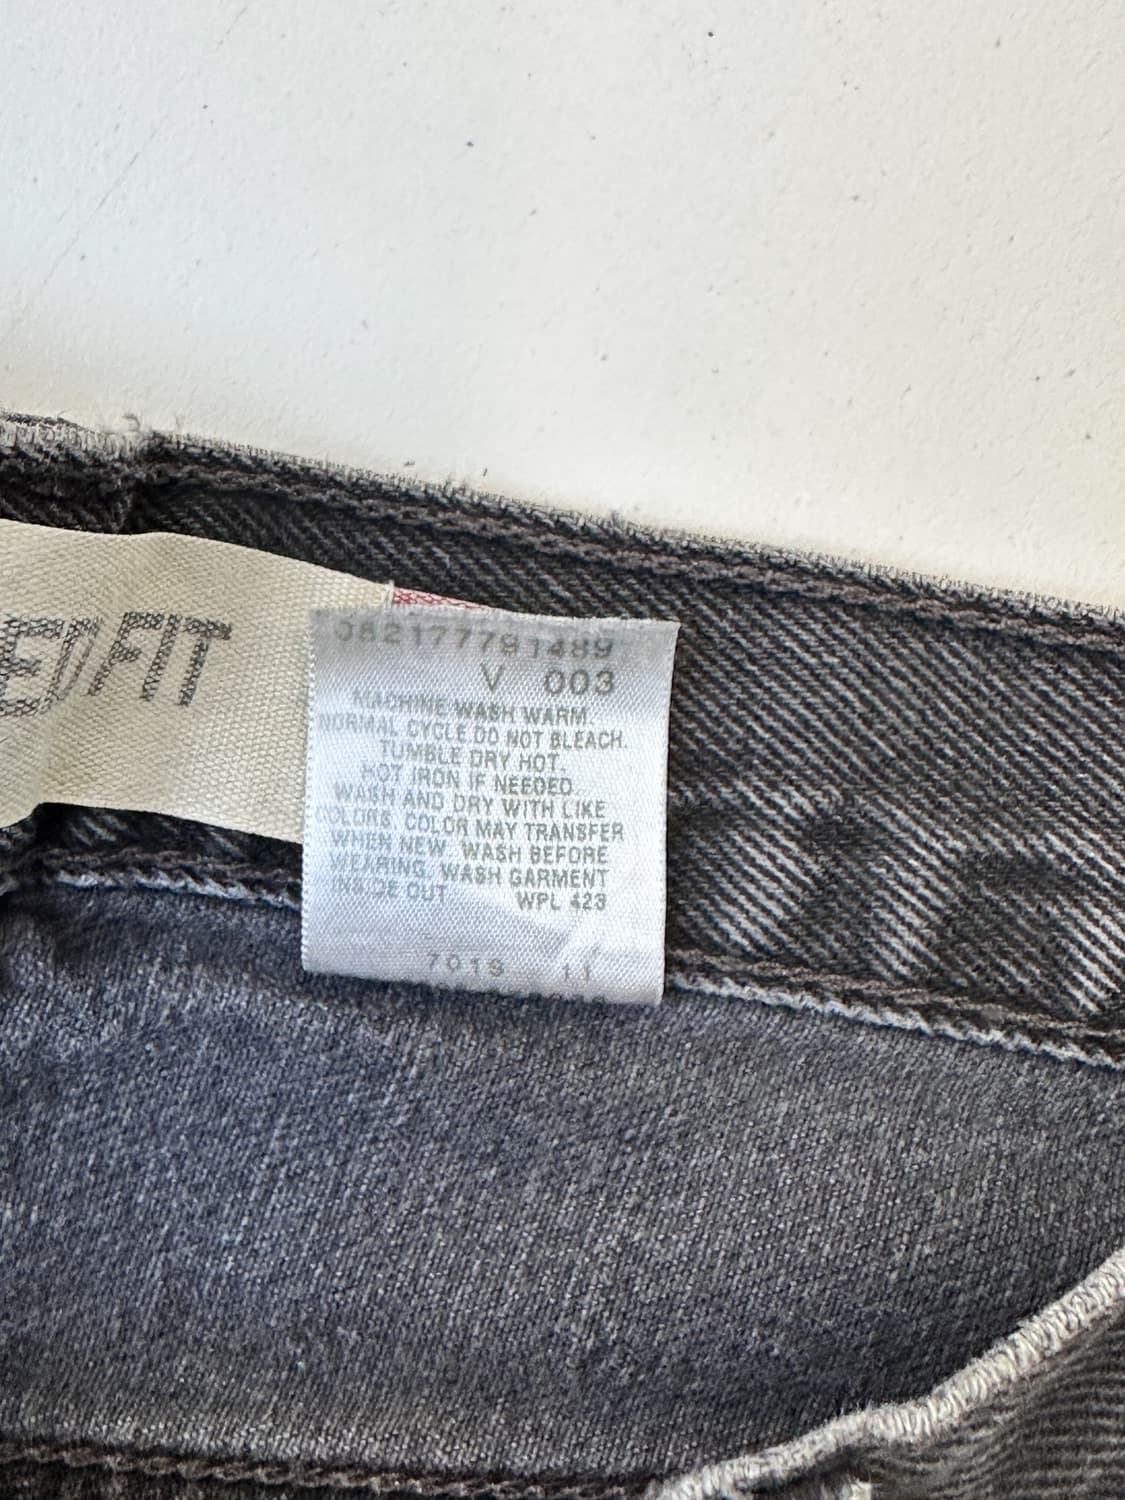 ED FIT
J82177791489
V 003
MACHINE WASH WARM.
NORMAL CYCLE DO NOT BLEACH.
TUMBLE DRY HOT.
HOT IRON IF NEEDED.
WASH AND DRY WITH LIKE
COLORS. COLOR MAY TRANSFER
WHEN NEW. WASH BEFORE
WEARING. WASH GARMENT
INSIDE OUT WPL 423
7019 11